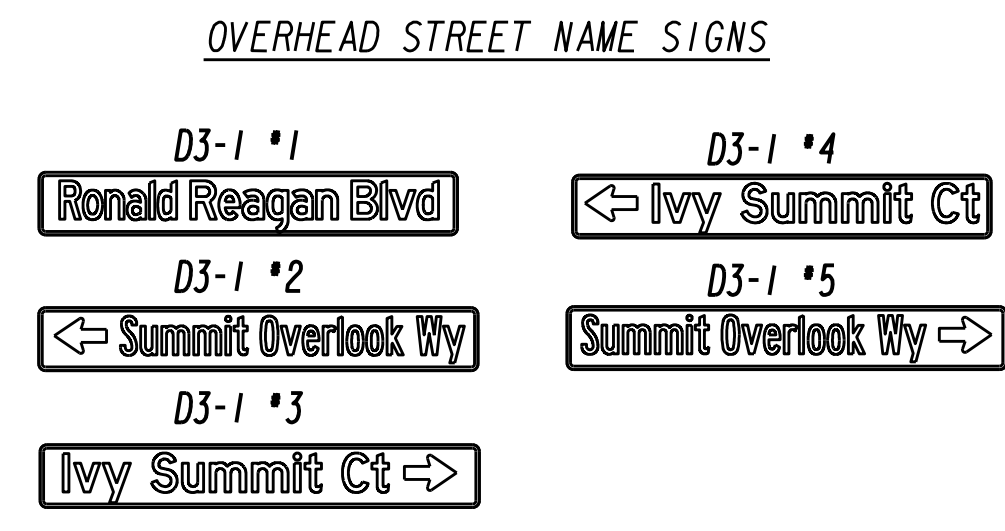 OVERHEAD STREET NAME SIGNS
D3-1 #1
Ronald Reagan Blvd
D3-1 #2
← Summit Overlook Wy
D3-1 #3
Ivy Summit Ct →
D3-1 #4
← Ivy Summit Ct
D3-1 #5
Summit Overlook Wy →